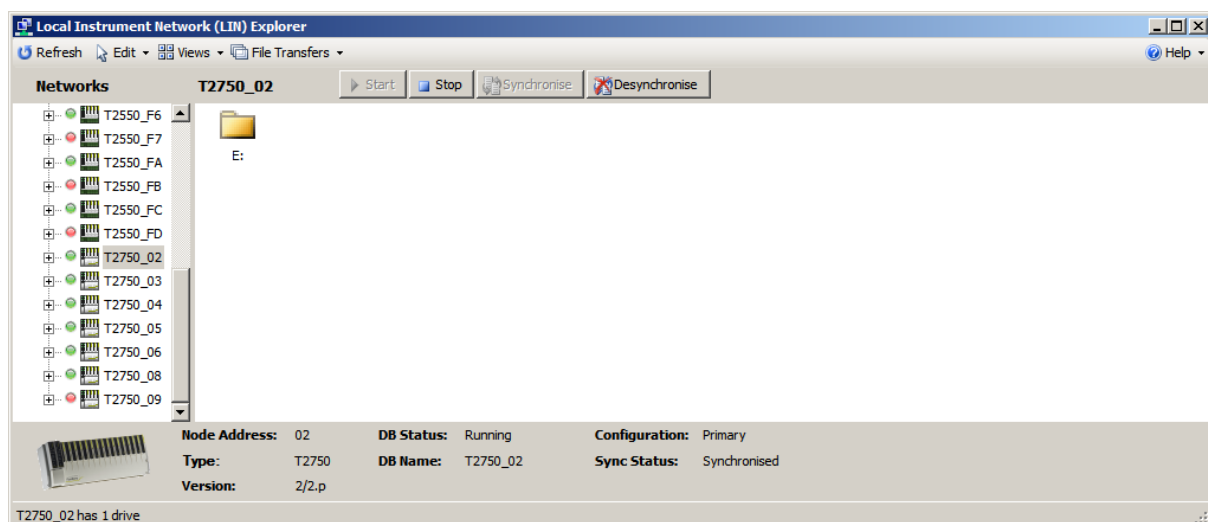 Local Instrument Network (LIN) Explorer
Refresh Edit Views File Transfers Help
Networks T2750_02 Start Stop Synchronise Desynchronise
T2550_F6
T2550_F7
T2550_FA
T2550_FB
T2550_FC
T2550_FD
T2750_02
T2750_03
T2750_04
T2750_05
T2750_06
T2750_08
T2750_09
E:
Node Address: 02 DB Status: Running Configuration: Primary
Type: T2750 DB Name: T2750_02 Sync Status: Synchronised
Version: 2/2.p
T2750_02 has 1 drive